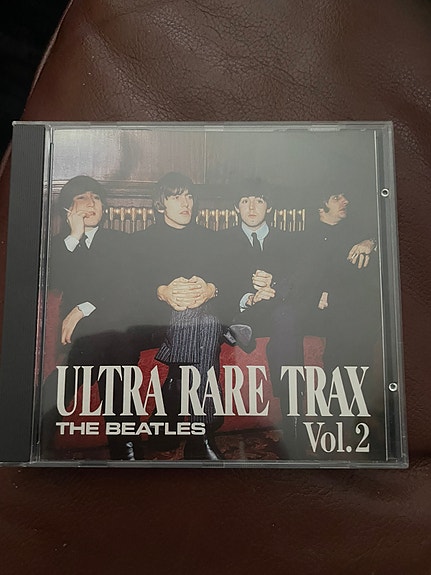 ULTRA RARE TRAX
THE BEATLES Vol.2